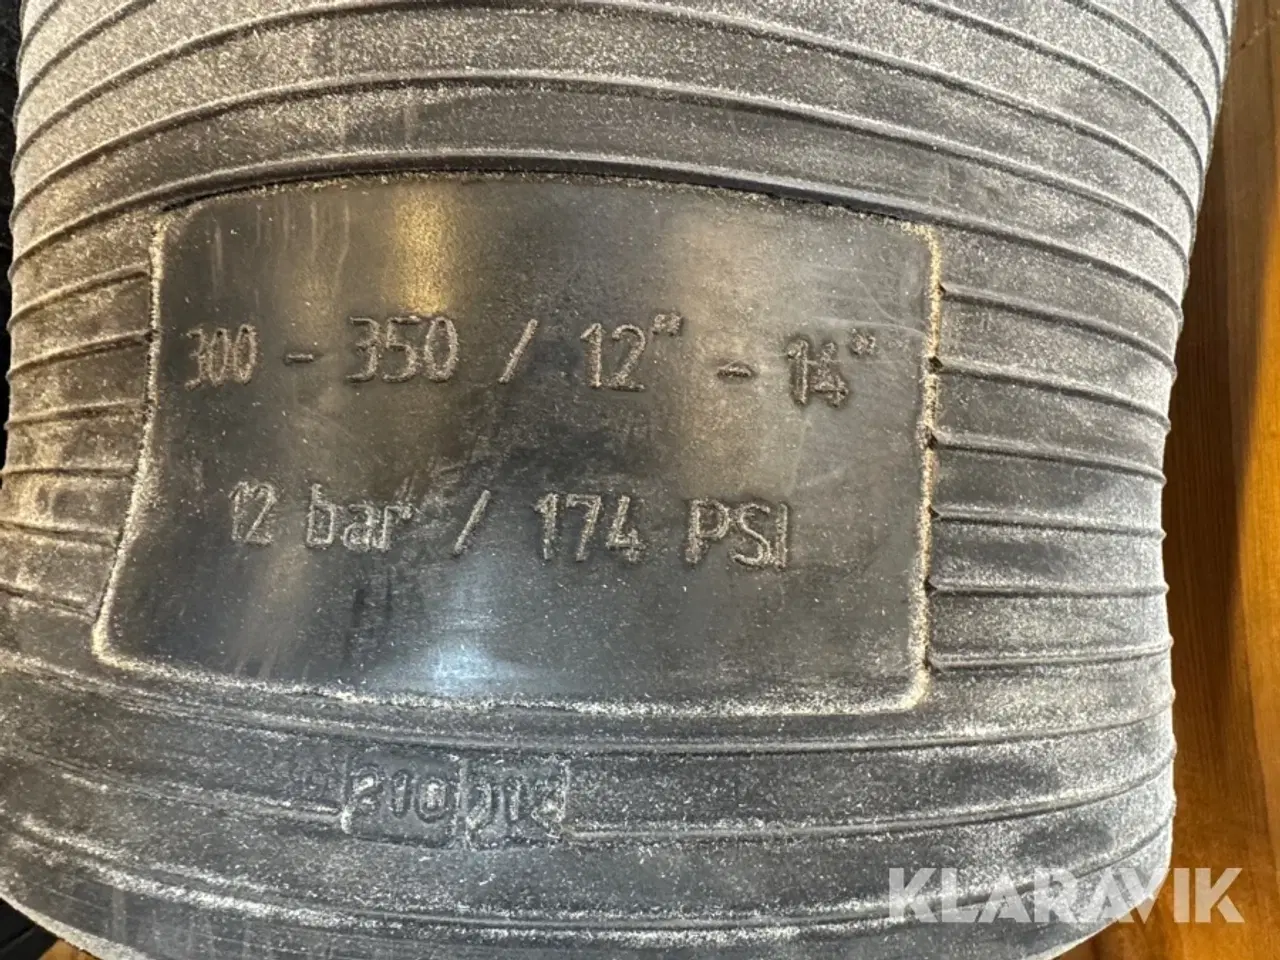 300 - 350 / 12" - 14"
12 bar / 174 PSI
KLARAVIK